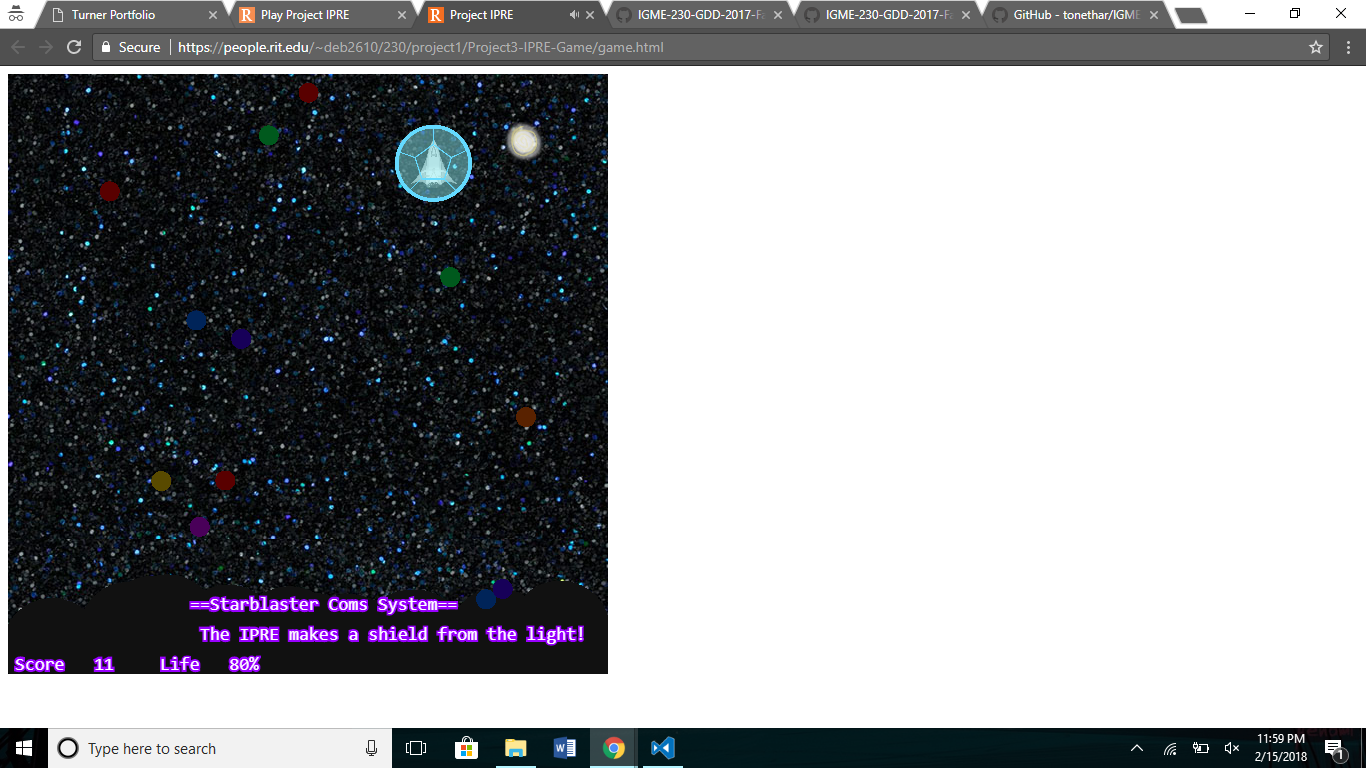 Turner Portfolio
Play Project IPRE
Project IPRE
IGME-230-GDD-2017-Fa
IGME-230-GDD-2017-Fa
GitHub - tonethar/IGME
Secure
https://people.rit.edu/~deb2610/230/project1/Project3-IPRE-Game/game.html
==Starblaster Coms System==
The IPRE makes a shield from the light!
Score 11 Life 80%
Type here to search
11:59 PM
2/15/2018
1